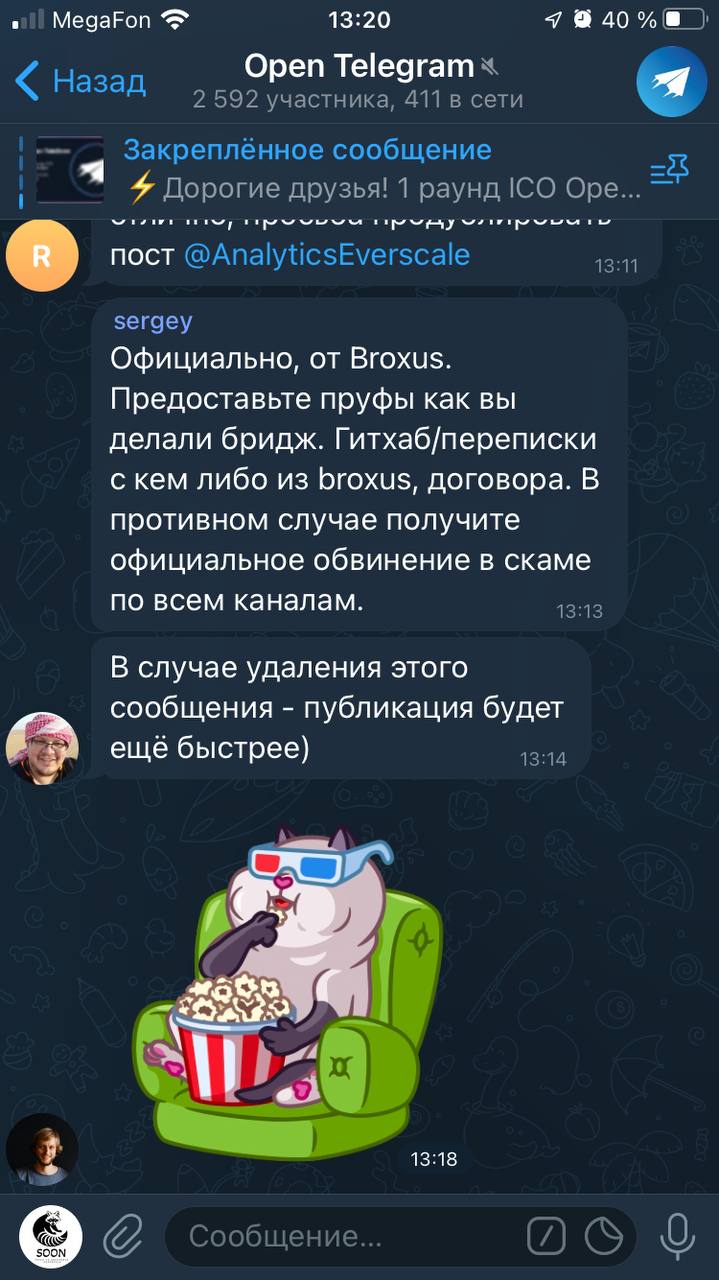 MegaFon 13:20 40 %
Назад
Open Telegram
2 592 участника, 411 в сети
Закреплённое сообщение
⚡Дорогие друзья! 1 раунд ICO Ope...
отлично, просьба продублировать
R
пост @AnalyticsEverscale
13:11
sergey
Официально, от Broxus.
Предоставьте пруфы как вы
делали бридж. Гитхаб/переписки
с кем либо из broxus, договора. В
противном случае получите
официальное обвинение в скаме
по всем каналам.
13:13
В случае удаления этого
сообщения - публикация будет
ещё быстрее)
13:14
13:18
SOON
Сообщение...